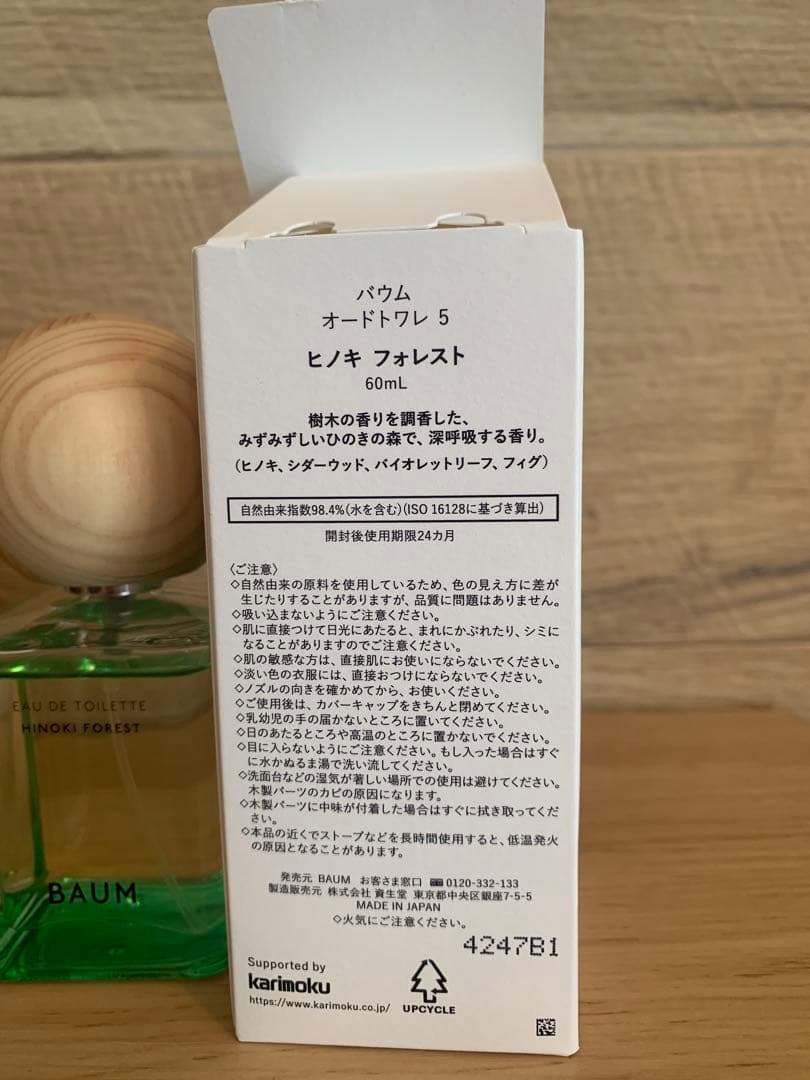 バウム
オードトワレ 5
ヒノキ フォレスト
60mL
樹木の香りを調香した、
みずみずしいひのきの森で、深呼吸する香り。
(ヒノキ、シダーウッド、バイオレットリーフ、フィグ)
自然由来指数98.4%(水を含む)(ISO 16128に基づき算出)
開封後使用期限24カ月
〈ご注意〉
◇自然由来の原料を使用しているため、色の見え方に差が
生じたりすることがありますが、品質に問題はありません。
◇吸い込まないようにご注意ください。
◇肌に直接つけて日光にあたると、まれにかぶれたり、シミに
なることがありますのでご注意ください。
◇肌の敏感な方は、直接肌にお使いにならないでください。
◇淡い色の衣服には、直接おつけにならないでください。
◇ノズルの向きを確かめてから、お使いください。
◇ご使用後は、カバーキャップをきちんと閉めてください。
◇乳幼児の手の届かないところに置いてください。
◇日のあたるところや高温のところに置かないでください。
◇目に入らないようにご注意ください。もし入った場合はすぐ
に水かぬるま湯で洗い流してください。
◇洗面台などの湿気が著しい場所での使用は避けてください。
木製パーツのカビの原因になります。
◇木製パーツに中味が付着した場合はすぐに拭き取ってくだ
さい。
◇本品の近くでストーブなどを長時間使用すると、低温発火
の原因となることがあります。
発売元 BAUM お客さま窓口 0120-332-133
製造販売元 株式会社 資生堂 東京都中央区銀座7-5-5
MADE IN JAPAN
◇火気にご注意ください。
4247B1
Supported by
karimoku
https://www.karimoku.co.jp/
UPCYCLE
EAU DE TOILETTE
HINOKI FOREST
BAUM